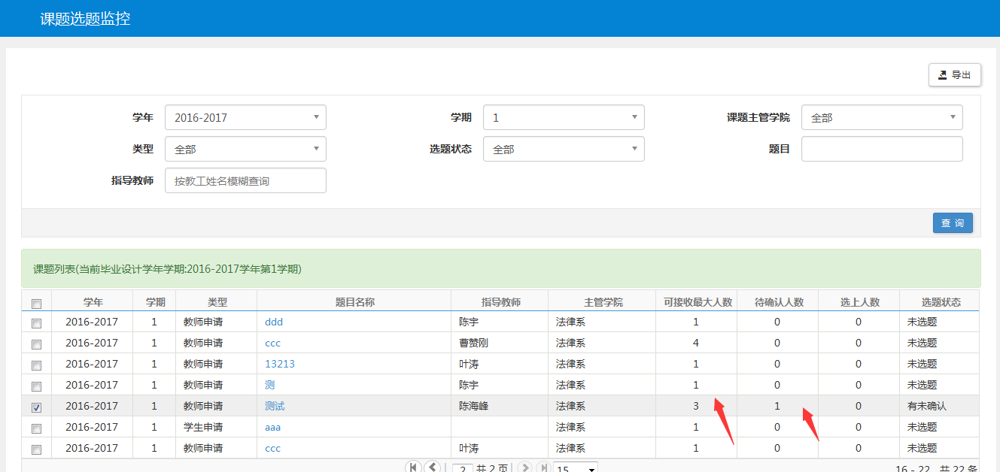 课题选题监控
导出
学年 2016-2017 学期 1 课题主管学院 全部
类型 全部 选题状态 全部 题目
指导教师 按教工姓名模糊查询
查 询
课题列表(当前毕业设计学年学期:2016-2017学年第1学期)
学年 学期 类型 题目名称 指导教师 主管学院 可接收最大人数 待确认人数 选上人数 选题状态
2016-2017 1 教师申请 ddd 陈宇 法律系 1 0 0 未选题
2016-2017 1 教师申请 ccc 曹赞刚 法律系 4 0 0 未选题
2016-2017 1 教师申请 13213 叶涛 法律系 1 0 0 未选题
2016-2017 1 教师申请 测 陈宇 法律系 1 0 0 未选题
2016-2017 1 教师申请 测试 陈海峰 法律系 3 1 0 有未确认
2016-2017 1 学生申请 aaa 法律系 1 0 0 未选题
2016-2017 1 教师申请 ccc 叶涛 法律系 1 0 0 未选题
2 共 2 页 15 16 - 22 共 22 条